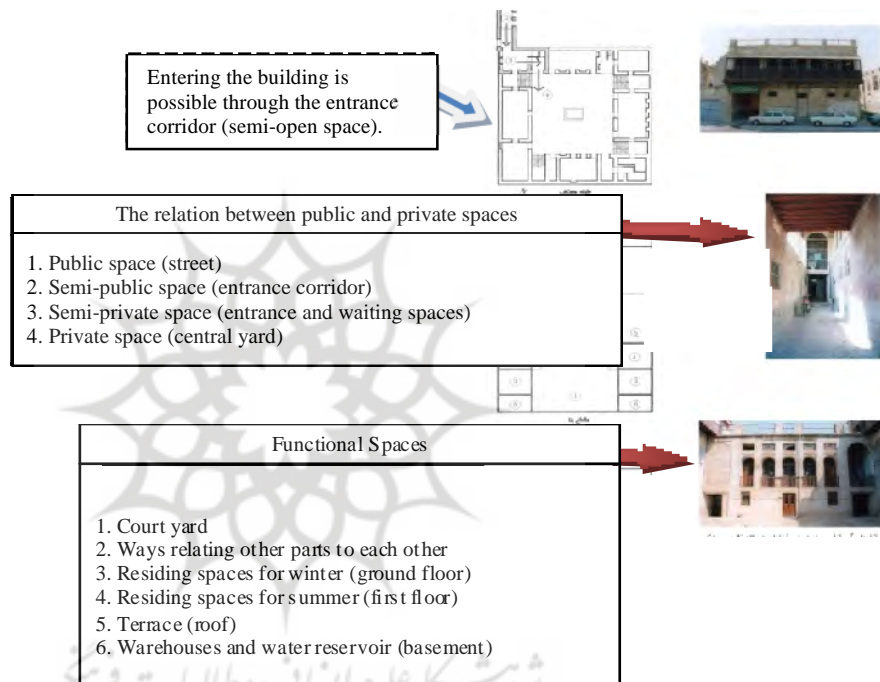 Entering the building is
possible through the entrance
corridor (semi-open space).
The relation between public and private spaces
1. Public space (street)
2. Semi-public space (entrance corridor)
3. Semi-private space (entrance and waiting spaces)
4. Private space (central yard)
Functional Spaces
1. Court yard
2. Ways relating other parts to each other
3. Residing spaces for winter (ground floor)
4. Residing spaces for summer (first floor)
5. Terrace (roof)
6. Warehouses and water reservoir (basement)